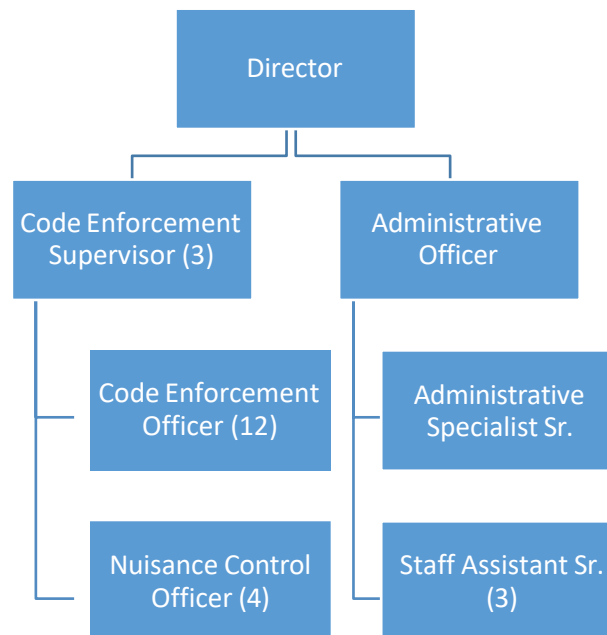 Director
Code Enforcement
Supervisor (3)
Administrative
Officer
Code Enforcement
Officer (12)
Administrative
Specialist Sr.
Nuisance Control
Officer (4)
Staff Assistant Sr.
(3)